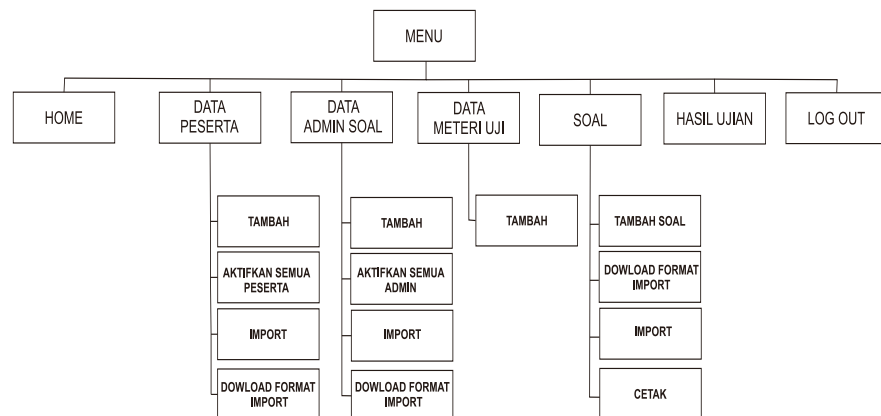 MENU
HOME
DATA
PESERTA
DATA
ADMIN SOAL
DATA
METERI UJI
SOAL
HASIL UJIAN
LOG OUT
TAMBAH
AKTIFKAN SEMUA
PESERTA
IMPORT
DOWLOAD FORMAT
IMPORT
TAMBAH
AKTIFKAN SEMUA
ADMIN
IMPORT
DOWLOAD FORMAT
IMPORT
TAMBAH
TAMBAH SOAL
DOWLOAD FORMAT
IMPORT
IMPORT
CETAK